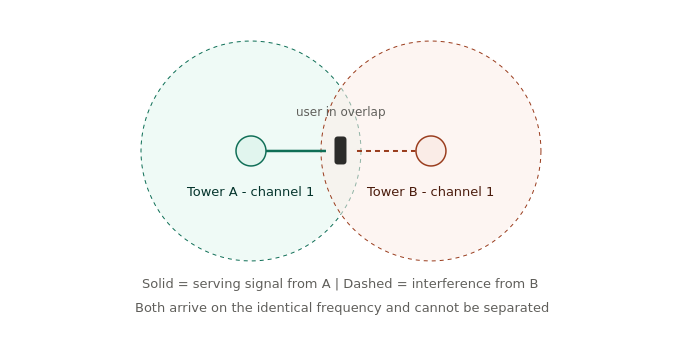 user in overlap
Tower A - channel 1
Tower B - channel 1
Solid = serving signal from A | Dashed = interference from B
Both arrive on the identical frequency and cannot be separated